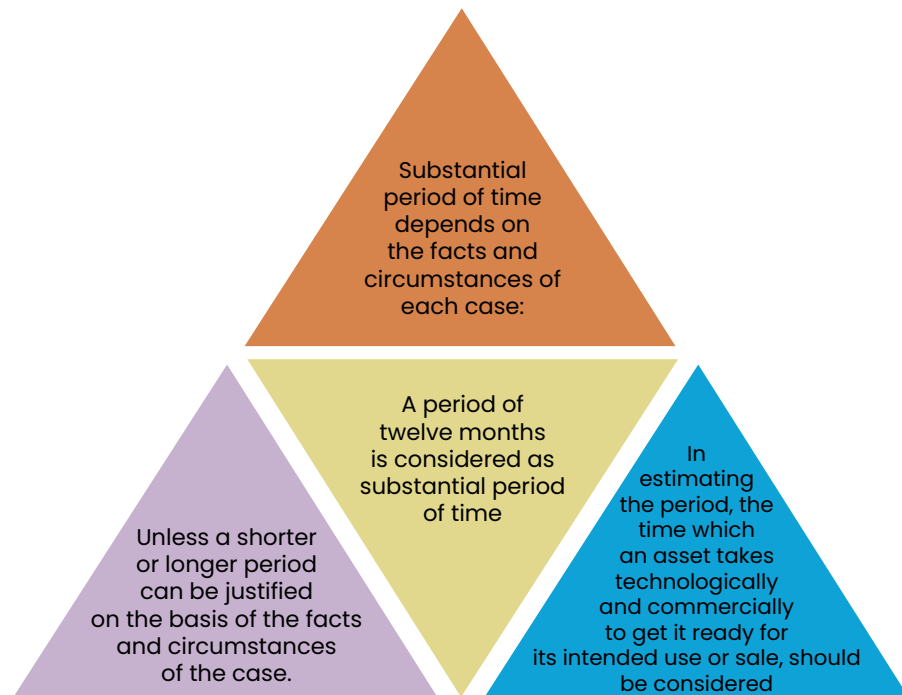 Substantial
period of time
depends on
the facts and
circumstances of
each case:
A period of
twelve months
is considered as
substantial period
of time
Unless a shorter
or longer period
can be justified
on the basis of the facts
and circumstances
of the case.
In
estimating
the period, the
time which
an asset takes
technologically
and commercially
to get it ready for
its intended use or sale, should
be considered